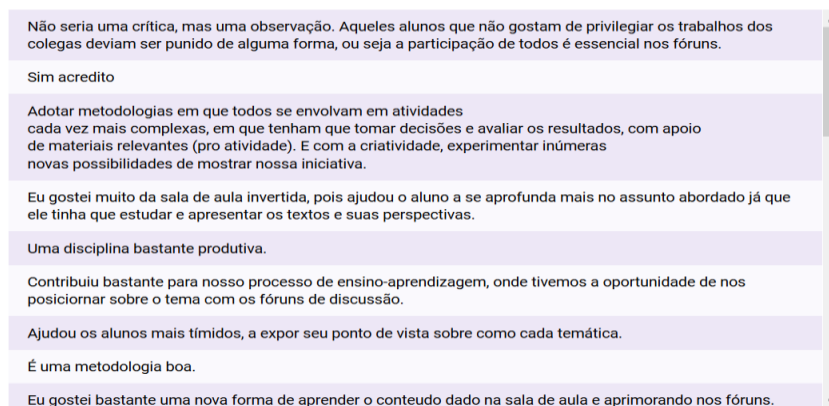 Não seria uma crítica, mas uma observação. Aqueles alunos que não gostam de privilegiar os trabalhos dos
colegas deviam ser punido de alguma forma, ou seja a participação de todos é essencial nos fóruns.
Sim acredito
Adotar metodologias em que todos se envolvam em atividades
cada vez mais complexas, em que tenham que tomar decisões e avaliar os resultados, com apoio
de materiais relevantes (pro atividade). E com a criatividade, experimentar inúmeras
novas possibilidades de mostrar nossa iniciativa.
Eu gostei muito da sala de aula invertida, pois ajudou o aluno a se aprofunda mais no assunto abordado já que
ele tinha que estudar e apresentar os textos e suas perspectivas.
Uma disciplina bastante produtiva.
Contribuiu bastante para nosso processo de ensino-aprendizagem, onde tivemos a oportunidade de nos
posiciornar sobre o tema com os fóruns de discussão.
Ajudou os alunos mais tímidos, a expor seu ponto de vista sobre como cada temática.
É uma metodologia boa.
Eu gostei bastante uma nova forma de aprender o conteudo dado na sala de aula e aprimorando nos fóruns.